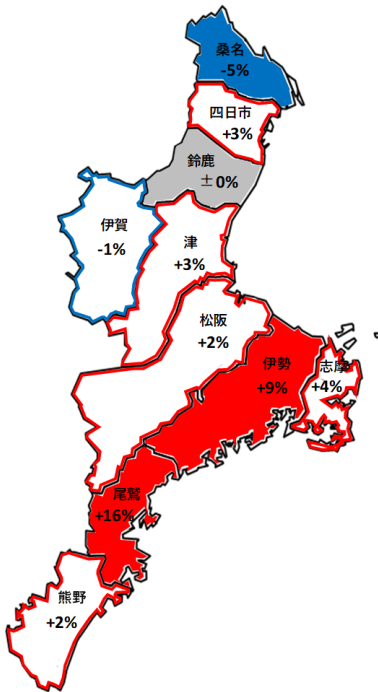 桑名
-5%
四日市
+3%
鈴鹿
±0%
伊賀
-1%
津
+3%
松阪
+2%
伊勢
+9%
志摩
+4%
尾鷲
+16%
熊野
+2%